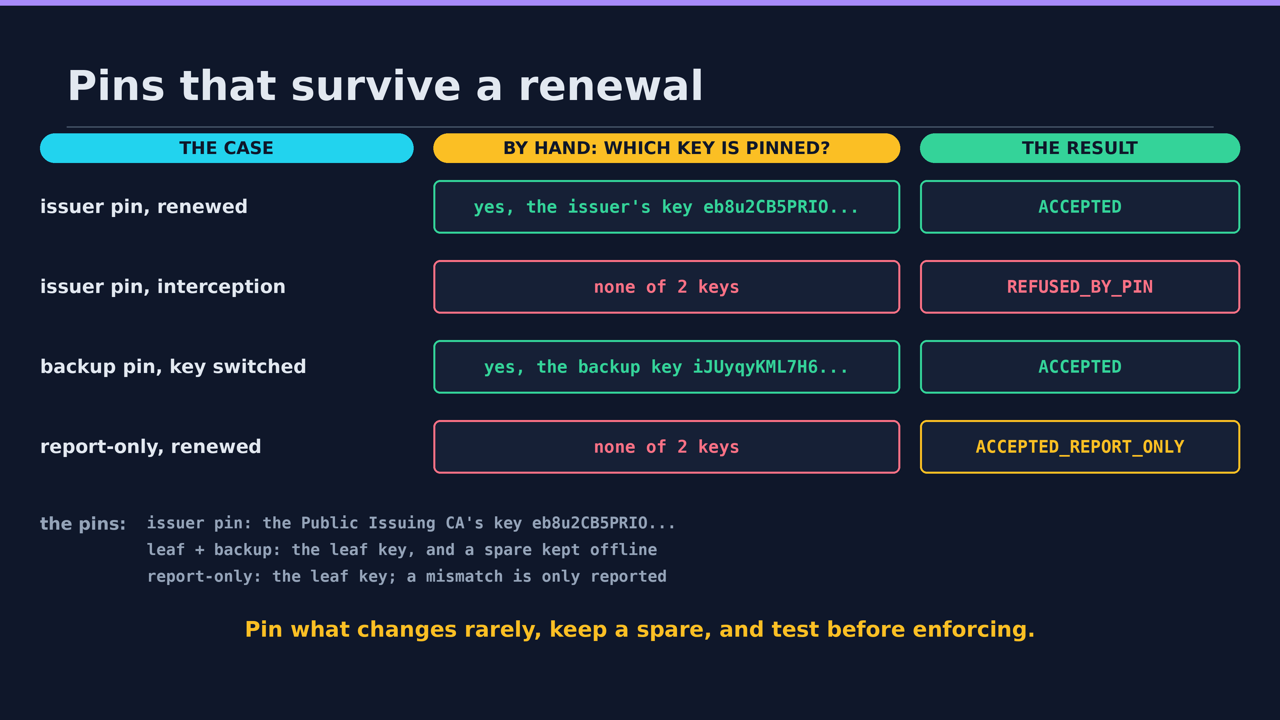 Pins that survive a renewal
THE CASE
BY HAND: WHICH KEY IS PINNED?
THE RESULT
issuer pin, renewed
yes, the issuer's key eb8u2CB5PRIO...
ACCEPTED
issuer pin, interception
none of 2 keys
REFUSED_BY_PIN
backup pin, key switched
yes, the backup key iJUyqyKML7H6...
ACCEPTED
report-only, renewed
none of 2 keys
ACCEPTED_REPORT_ONLY
the pins:
issuer pin: the Public Issuing CA's key eb8u2CB5PRIO...
leaf + backup: the leaf key, and a spare kept offline
report-only: the leaf key; a mismatch is only reported
Pin what changes rarely, keep a spare, and test before enforcing.